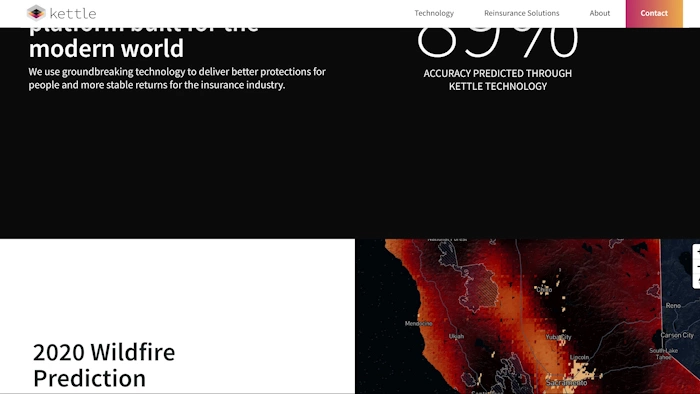 kettle
Technology
Reinsurance Solutions
About
Contact
platform built for the
modern world
We use groundbreaking technology to deliver better protections for
people and more stable returns for the insurance industry.
89%
ACCURACY PREDICTED THROUGH
KETTLE TECHNOLOGY
2020 Wildfire
Prediction
National Forest
Chico
Mendocino
Ukiah
Yuba City
Lincoln
Sacramento
Reno
Carson City
South Lake
Tahoe